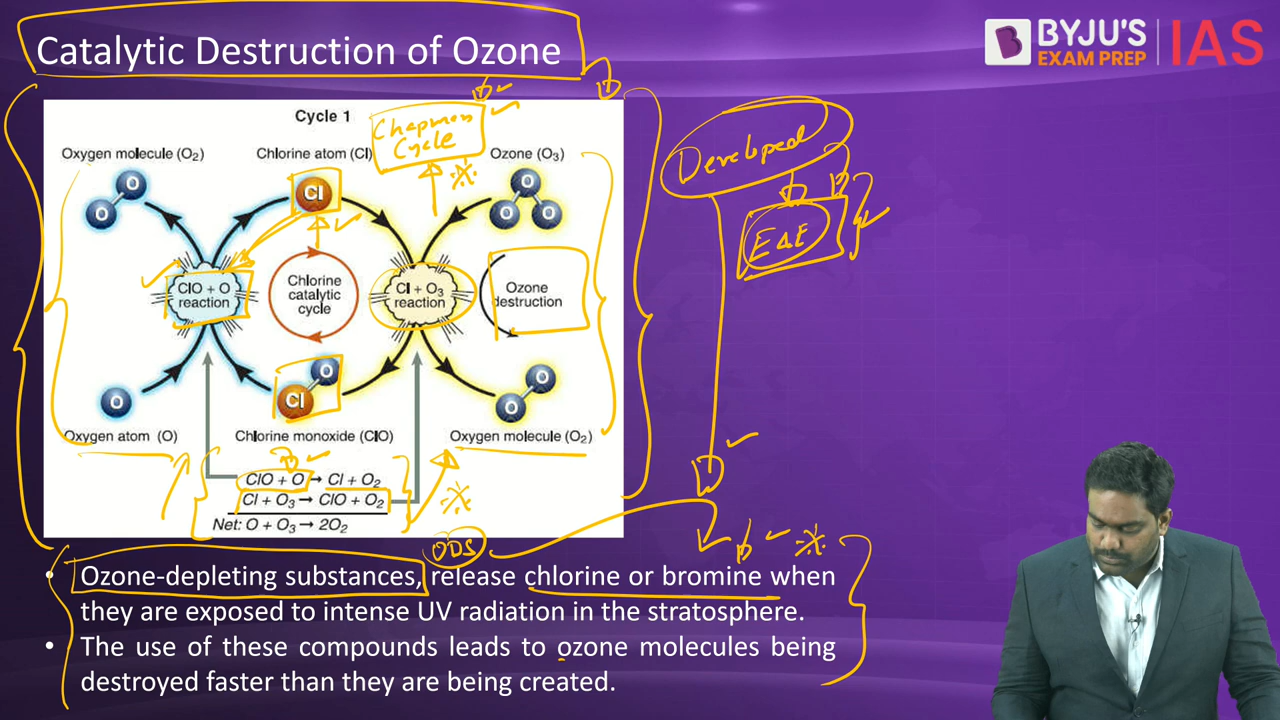 Catalytic Destruction of Ozone
BYJU'S
EXAM PREP
IAS
Cycle 1
Chapman
Cycle
Oxygen molecule (O2)
Chlorine atom (Cl)
Ozone (O3)
O
O
Cl
O
O
O
Developed
E&E
ClO + O
reaction
Chlorine
catalytic
cycle
Cl + O3
reaction
Ozone
destruction
O
Cl
O
O
O
Oxygen atom (O)
Chlorine monoxide (ClO)
Oxygen molecule (O2)
ClO + O → Cl + O2
Cl + O3 → ClO + O2
Net: O + O3 → 2O2
ODS
• Ozone-depleting substances, release chlorine or bromine when
they are exposed to intense UV radiation in the stratosphere.
• The use of these compounds leads to ozone molecules being
destroyed faster than they are being created.